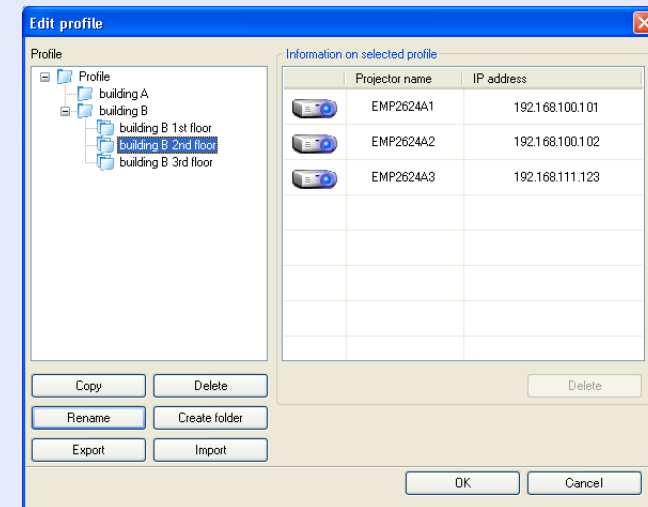 Edit profile
Profile
Information on selected profile
Profile
building A
building B
building B 1st floor
building B 2nd floor
building B 3rd floor
Projector name IP address
EMP2624A1 192.168.100.101
EMP2624A2 192.168.100.102
EMP2624A3 192.168.111.123
Copy Delete
Delete
Rename Create folder
Export Import
OK Cancel